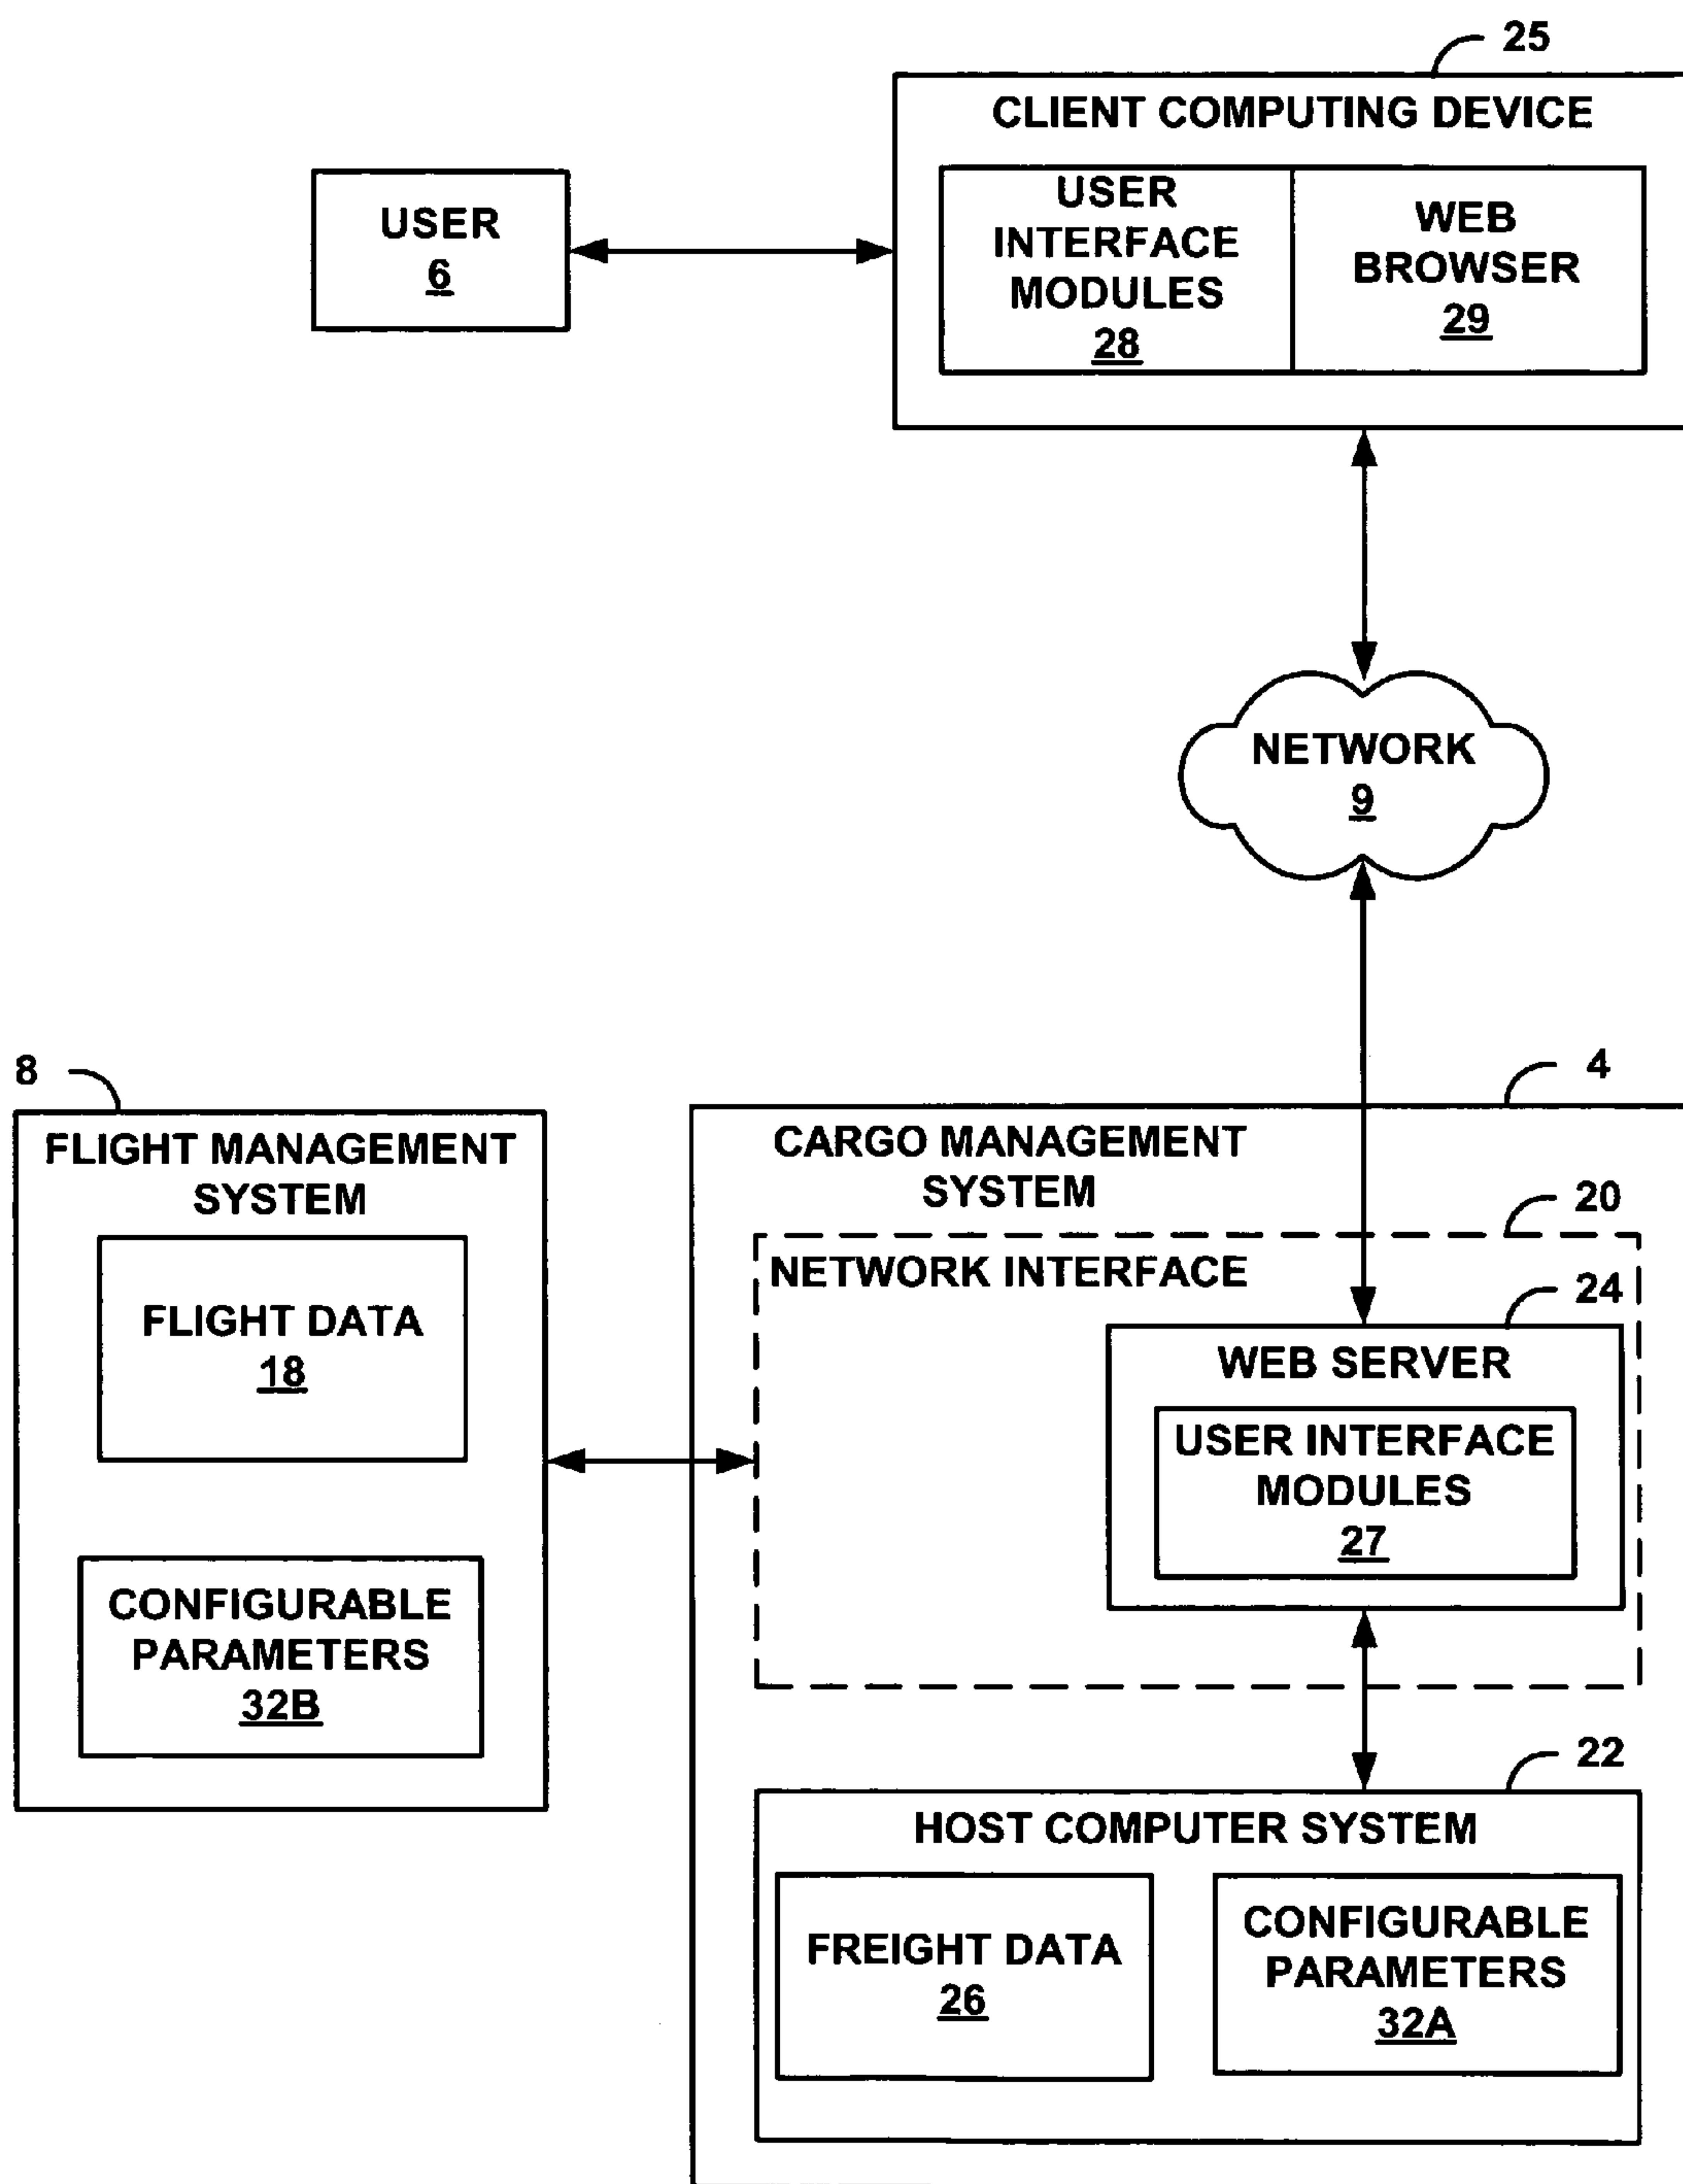 25
CLIENT COMPUTING DEVICE
USER
6
USER
INTERFACE
MODULES
28
WEB
BROWSER
29
NETWORK
9
8
FLIGHT MANAGEMENT
SYSTEM
FLIGHT DATA
18
CONFIGURABLE
PARAMETERS
32B
4
CARGO MANAGEMENT
SYSTEM
20
NETWORK INTERFACE
24
WEB SERVER
USER INTERFACE
MODULES
27
22
HOST COMPUTER SYSTEM
FREIGHT DATA
26
CONFIGURABLE
PARAMETERS
32A